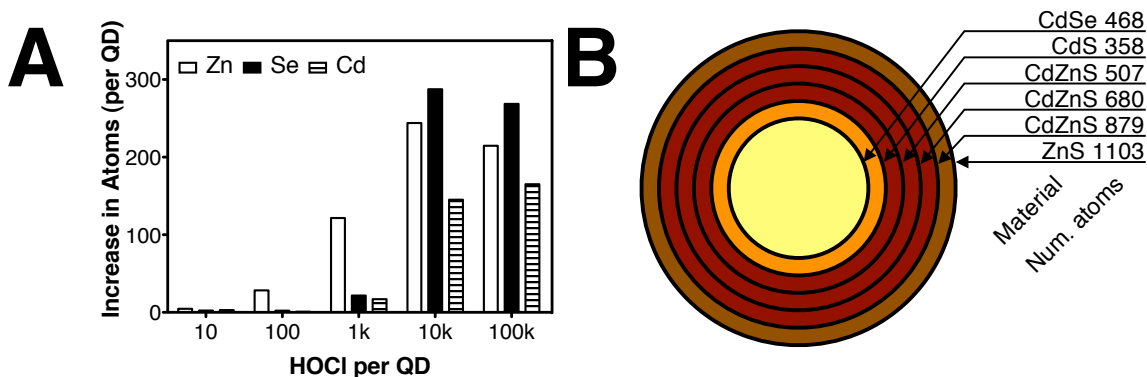 A
Increase in Atoms (per QD)
300
200
100
0
Zn Se Cd
10 100 1k 10k 100k
HOCl per QD
B
CdSe 468
CdS 358
CdZnS 507
CdZnS 680
CdZnS 879
ZnS 1103
Material
Num. atoms